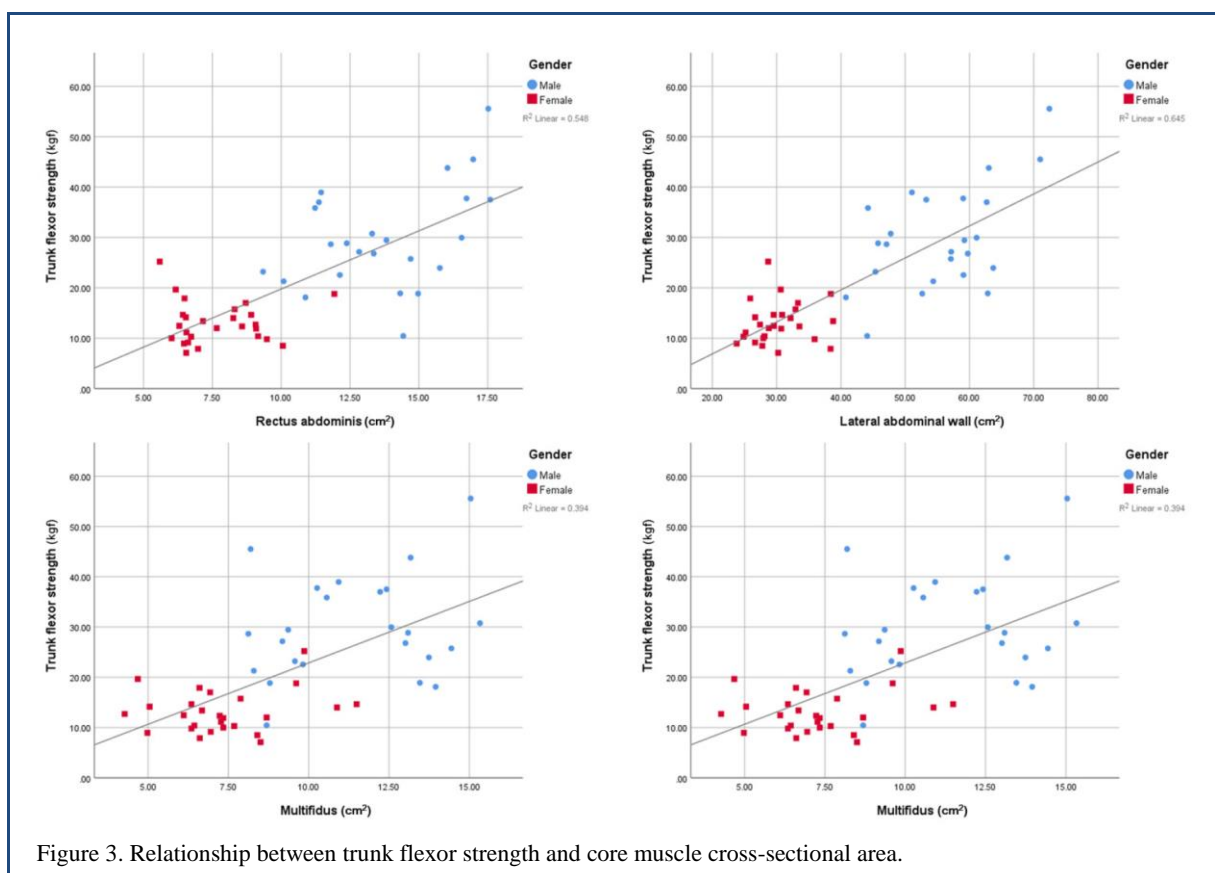 Gender
Male
Female
R² Linear = 0.546
Trunk flexor strength (kgf)
60.00
50.00
40.00
30.00
20.00
10.00
.00
5.00 7.50 10.00 12.50 15.00 17.50
Rectus abdominis (cm²)
Gender
Male
Female
R² Linear = 0.645
Trunk flexor strength (kgf)
60.00
50.00
40.00
30.00
20.00
10.00
.00
20.00 30.00 40.00 50.00 60.00 70.00 80.00
Lateral abdominal wall (cm²)
Gender
Male
Female
R² Linear = 0.394
Trunk flexor strength (kgf)
60.00
50.00
40.00
30.00
20.00
10.00
.00
5.00 7.50 10.00 12.50 15.00
Multifidus (cm²)
Gender
Male
Female
R² Linear = 0.394
Trunk flexor strength (kgf)
60.00
50.00
40.00
30.00
20.00
10.00
.00
5.00 7.50 10.00 12.50 15.00
Multifidus (cm²)
Figure 3. Relationship between trunk flexor strength and core muscle cross-sectional area.